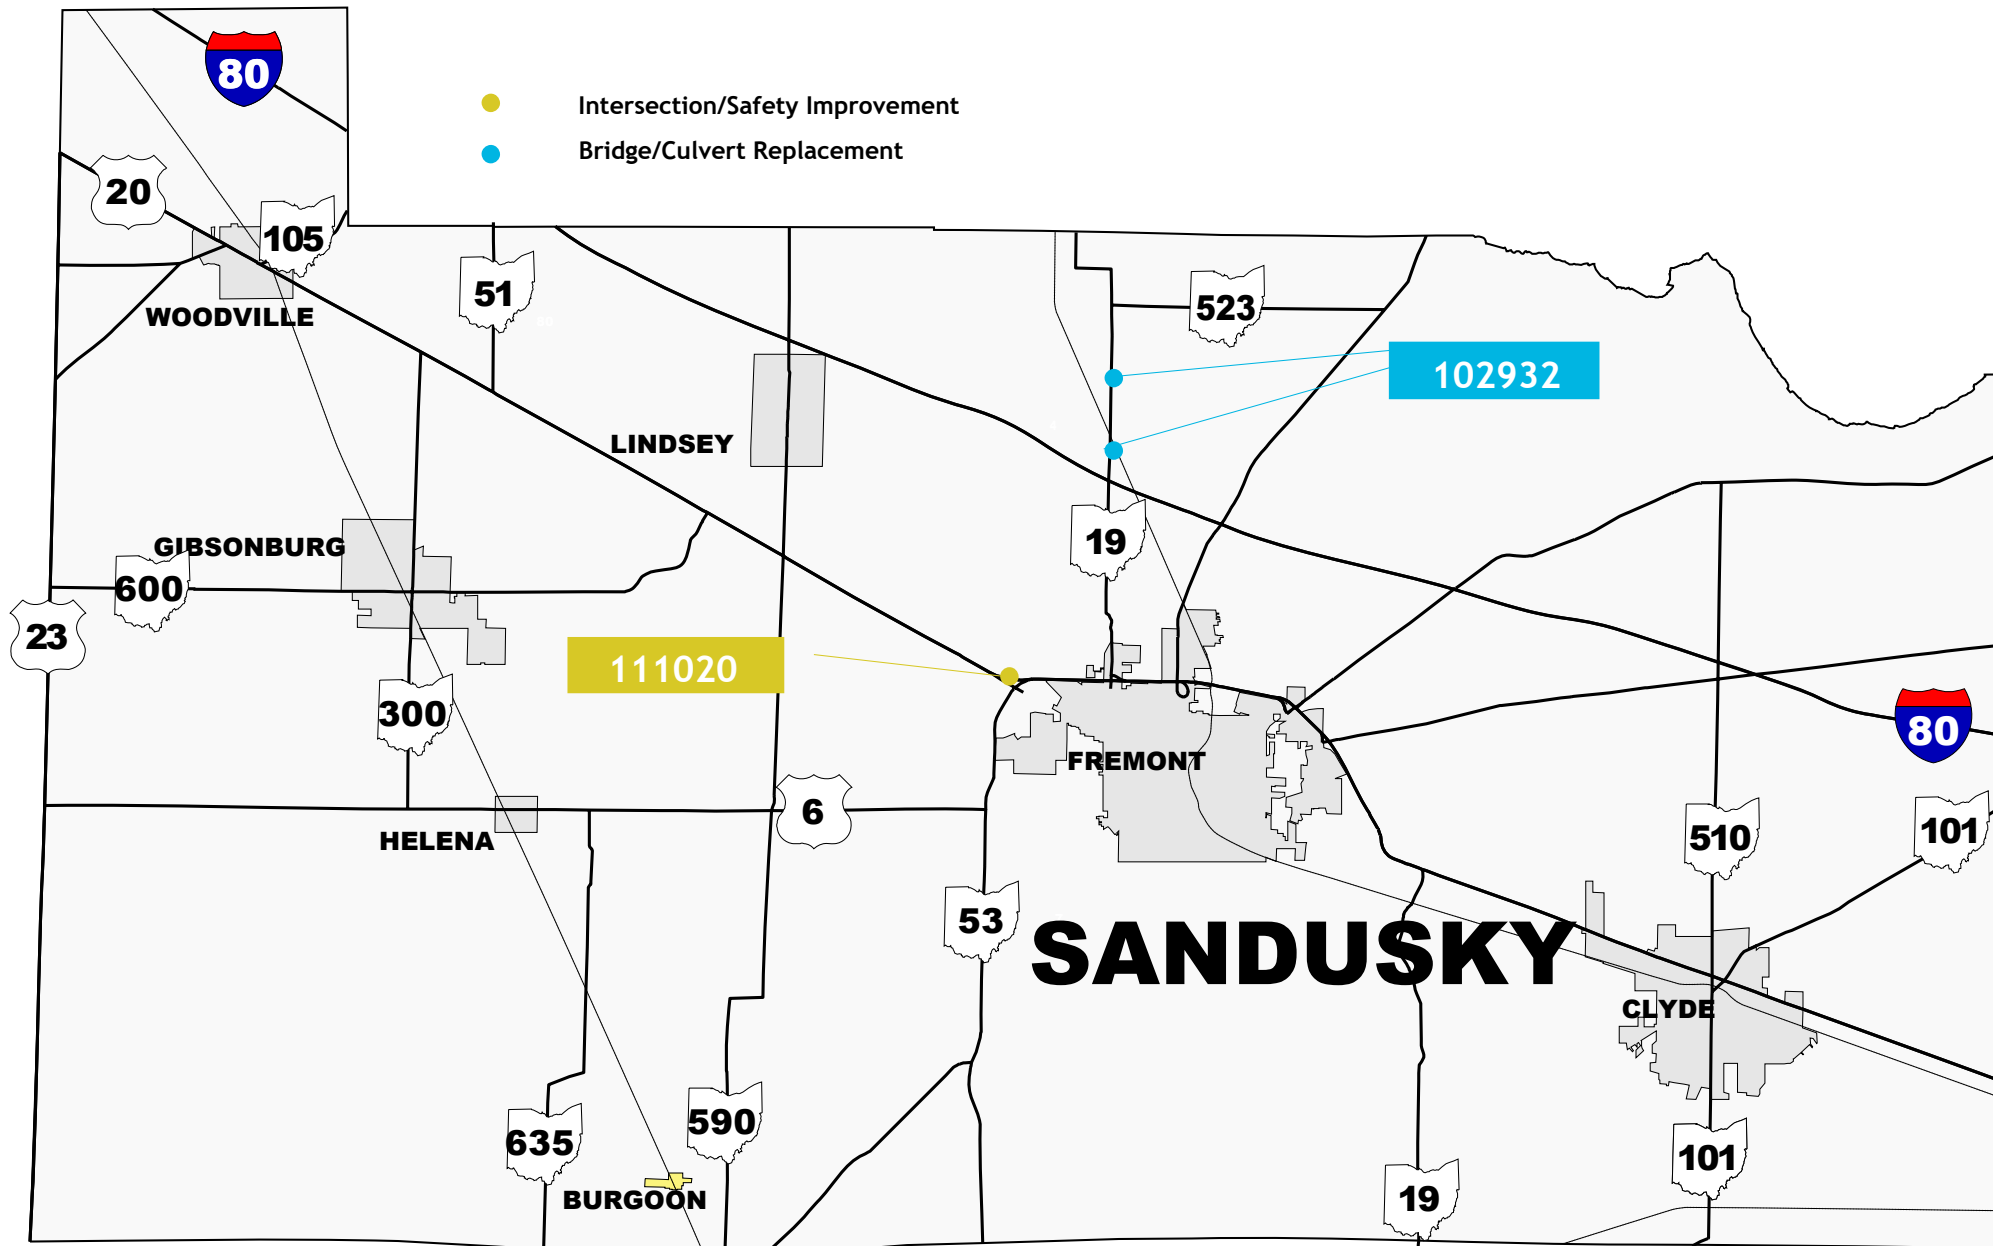 80
Intersection/Safety Improvement
Bridge/Culvert Replacement
20
105
51
523
WOODVILLE
102932
LINDSEY
19
GIBSONBURG
600
23
111020
300
80
FREMONT
6
HELENA
510
101
53
SANDUSKY
CLYDE
590
635
101
BURGOON
19